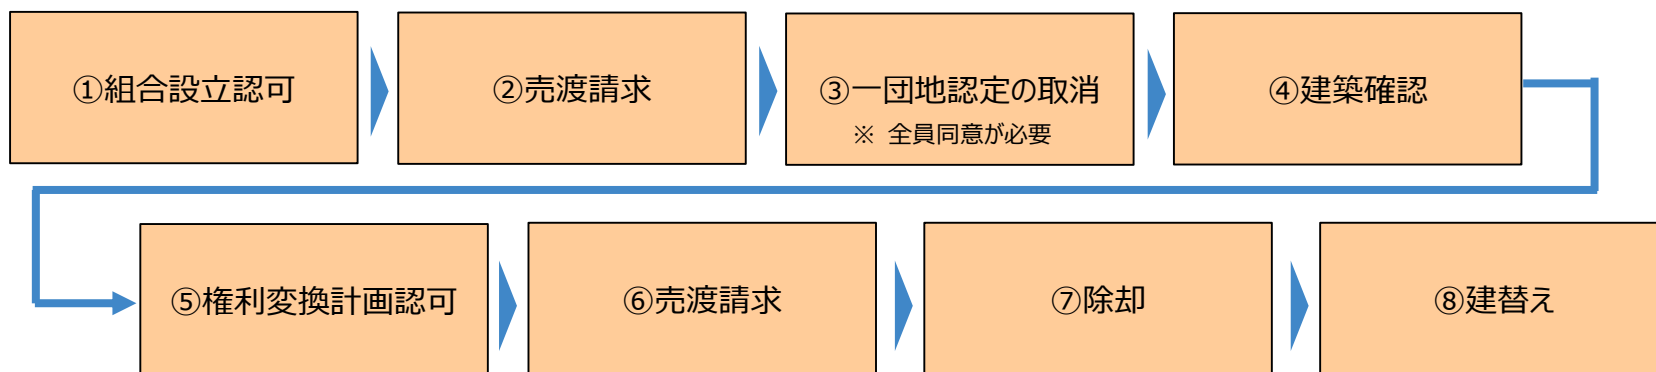 ①組合設立認可
②売渡請求
③一団地認定の取消
※ 全員同意が必要
④建築確認
⑤権利変換計画認可
⑥売渡請求
⑦除却
⑧建替え